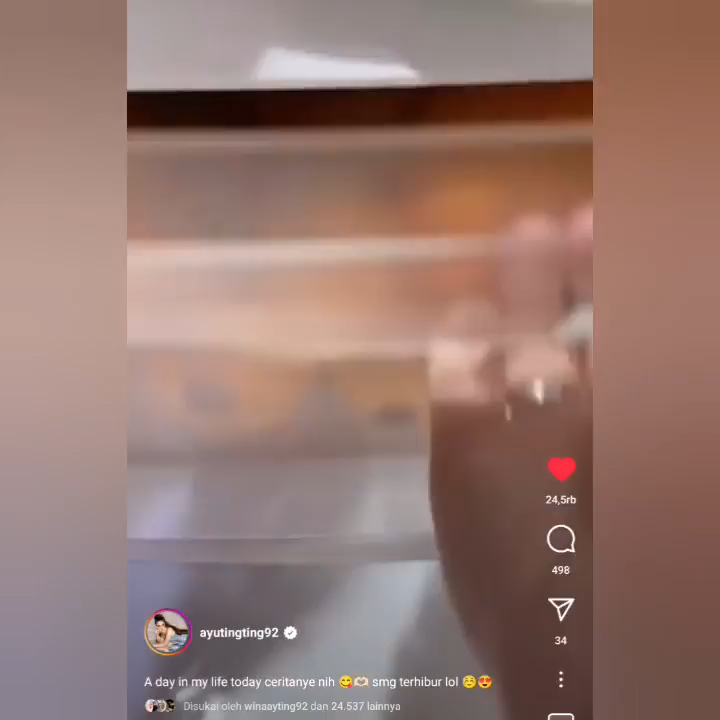 24,5rb
498
34
ayutingting92
A day in my life today ceritanye nih 😋🫶🏻 smg terhibur lol ☺️😍
Disukai oleh winaayting92 dan 24.537 lainnya